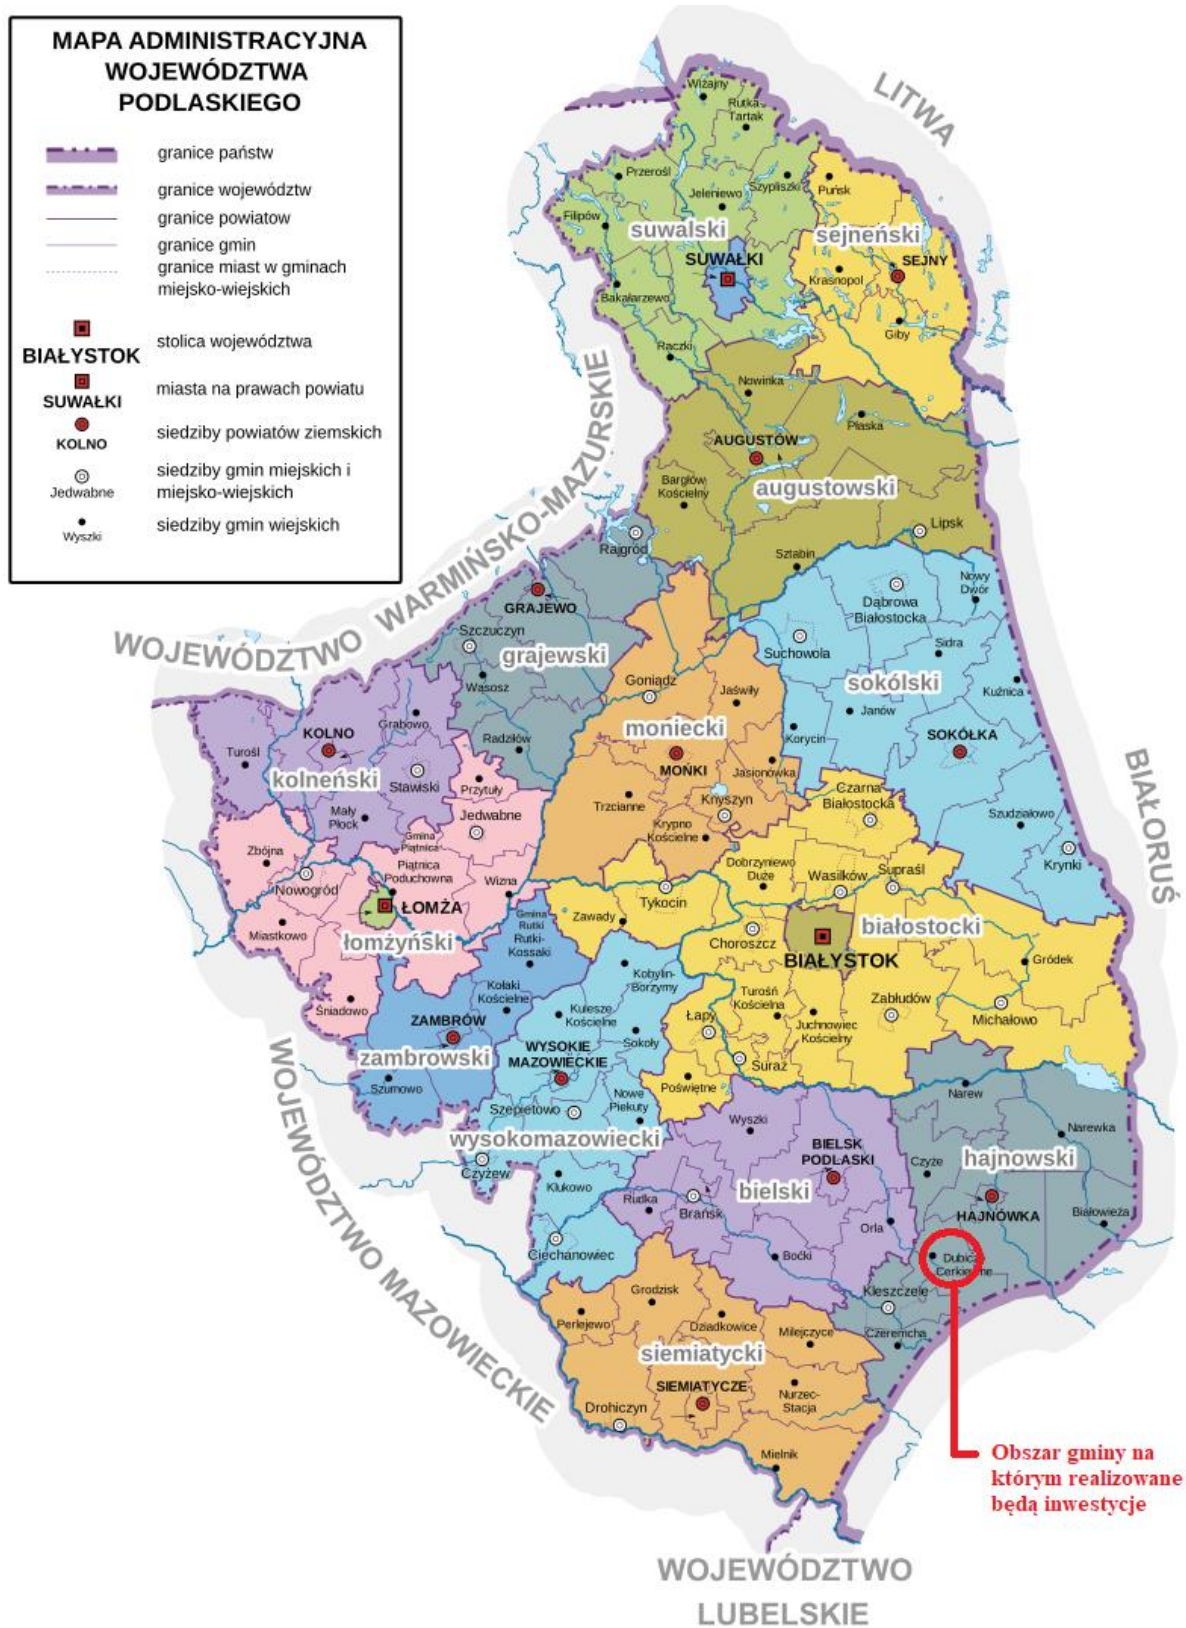 MAPA ADMINISTRACYJNA
WOJEWÓDZTWA
PODLASKIEGO
granice państw
granice województw
granice powiatow
granice gmin
granice miast w gminach
miejsko-wiejskich
BIAŁYSTOK
stolica województwa
SUWAŁKI
miasta na prawach powiatu
KOLNO
siedziby powiatów ziemskich
Jedwabne
siedziby gmin miejskich i
miejsko-wiejskich
Wyszki
siedziby gmin wiejskich
LITWA
Wiżajny
Rutka-
Tartak
Przerośl
Jeleniewo
Szypliszki
Puńsk
Filipów
suwalski
sejneński
SUWAŁKI
SEJNY
Krasnopol
Bakałarzewo
Giby
Raczki
WOJEWÓDZTWO WARMIŃSKO-MAZURSKIE
Nowinka
Płaska
AUGUSTÓW
Bargłów
Kościelny
augustowski
Lipsk
Rajgród
Sztabin
GRAJEWO
Nowy
Dwór
Dąbrowa
Białostocka
Szczuczyn
Suchowola
Sidra
grajewski
Wąsosz
Goniądz
Jaświły
sokólski
Kuźnica
Janów
Grabowo
KOLNO
Radziłów
moniecki
Korycin
SOKÓŁKA
Turośl
kolneński
Stawiski
Przytuły
MOŃKI
Jasionówka
BIAŁORUŚ
Trzcianne
Knyszyn
Czarna
Białostocka
Mały
Płock
Jedwabne
Krypno
Kościelne
Szudziałowo
Gmina
Piątnica
Zbójna
Piątnica
Poduchowna
Krynki
Dobrzyniewo
Duże
Wasilków
Supraśl
Nowogród
Wizna
Tykocin
ŁOMŻA
Gmina
Rutki
Rutki-
Kossaki
Zawady
Miastkowo
łomżyński
Choroszcz
białostocki
BIAŁYSTOK
Gródek
Kobylin-
Borzymy
Kołaki
Kościelne
Śniadowo
Turośń
Kościelna
Zabłudów
Michałowo
Kulesze
Kościelne
Łapy
Juchnowiec
Kościelny
ZAMBRÓW
Sokoły
WYSOKIE
MAZOWIECKIE
zambrowski
Suraż
Szumowo
Poświętne
Nowe
Piekuty
Narew
Szepietowo
Wyszki
Narewka
wysokomazowiecki
BIELSK
PODLASKI
hajnowski
Czyżew
Czyże
Klukowo
Rudka
Brańsk
bielski
HAJNÓWKA
Białowieża
Orla
Ciechanowiec
Boćki
Dubicz
Cerkiewne
Kleszczele
WOJEWÓDZTWO MAZOWIECKIE
Grodzisk
Perlejewo
Dziadkowice
Milejczyce
Czeremcha
siemiatycki
SIEMIATYCZE
Nurzec-
Stacja
Drohiczyn
Mielnik
Obszar gminy na
którym realizowane
będą inwestycje
WOJEWÓDZTWO
LUBELSKIE